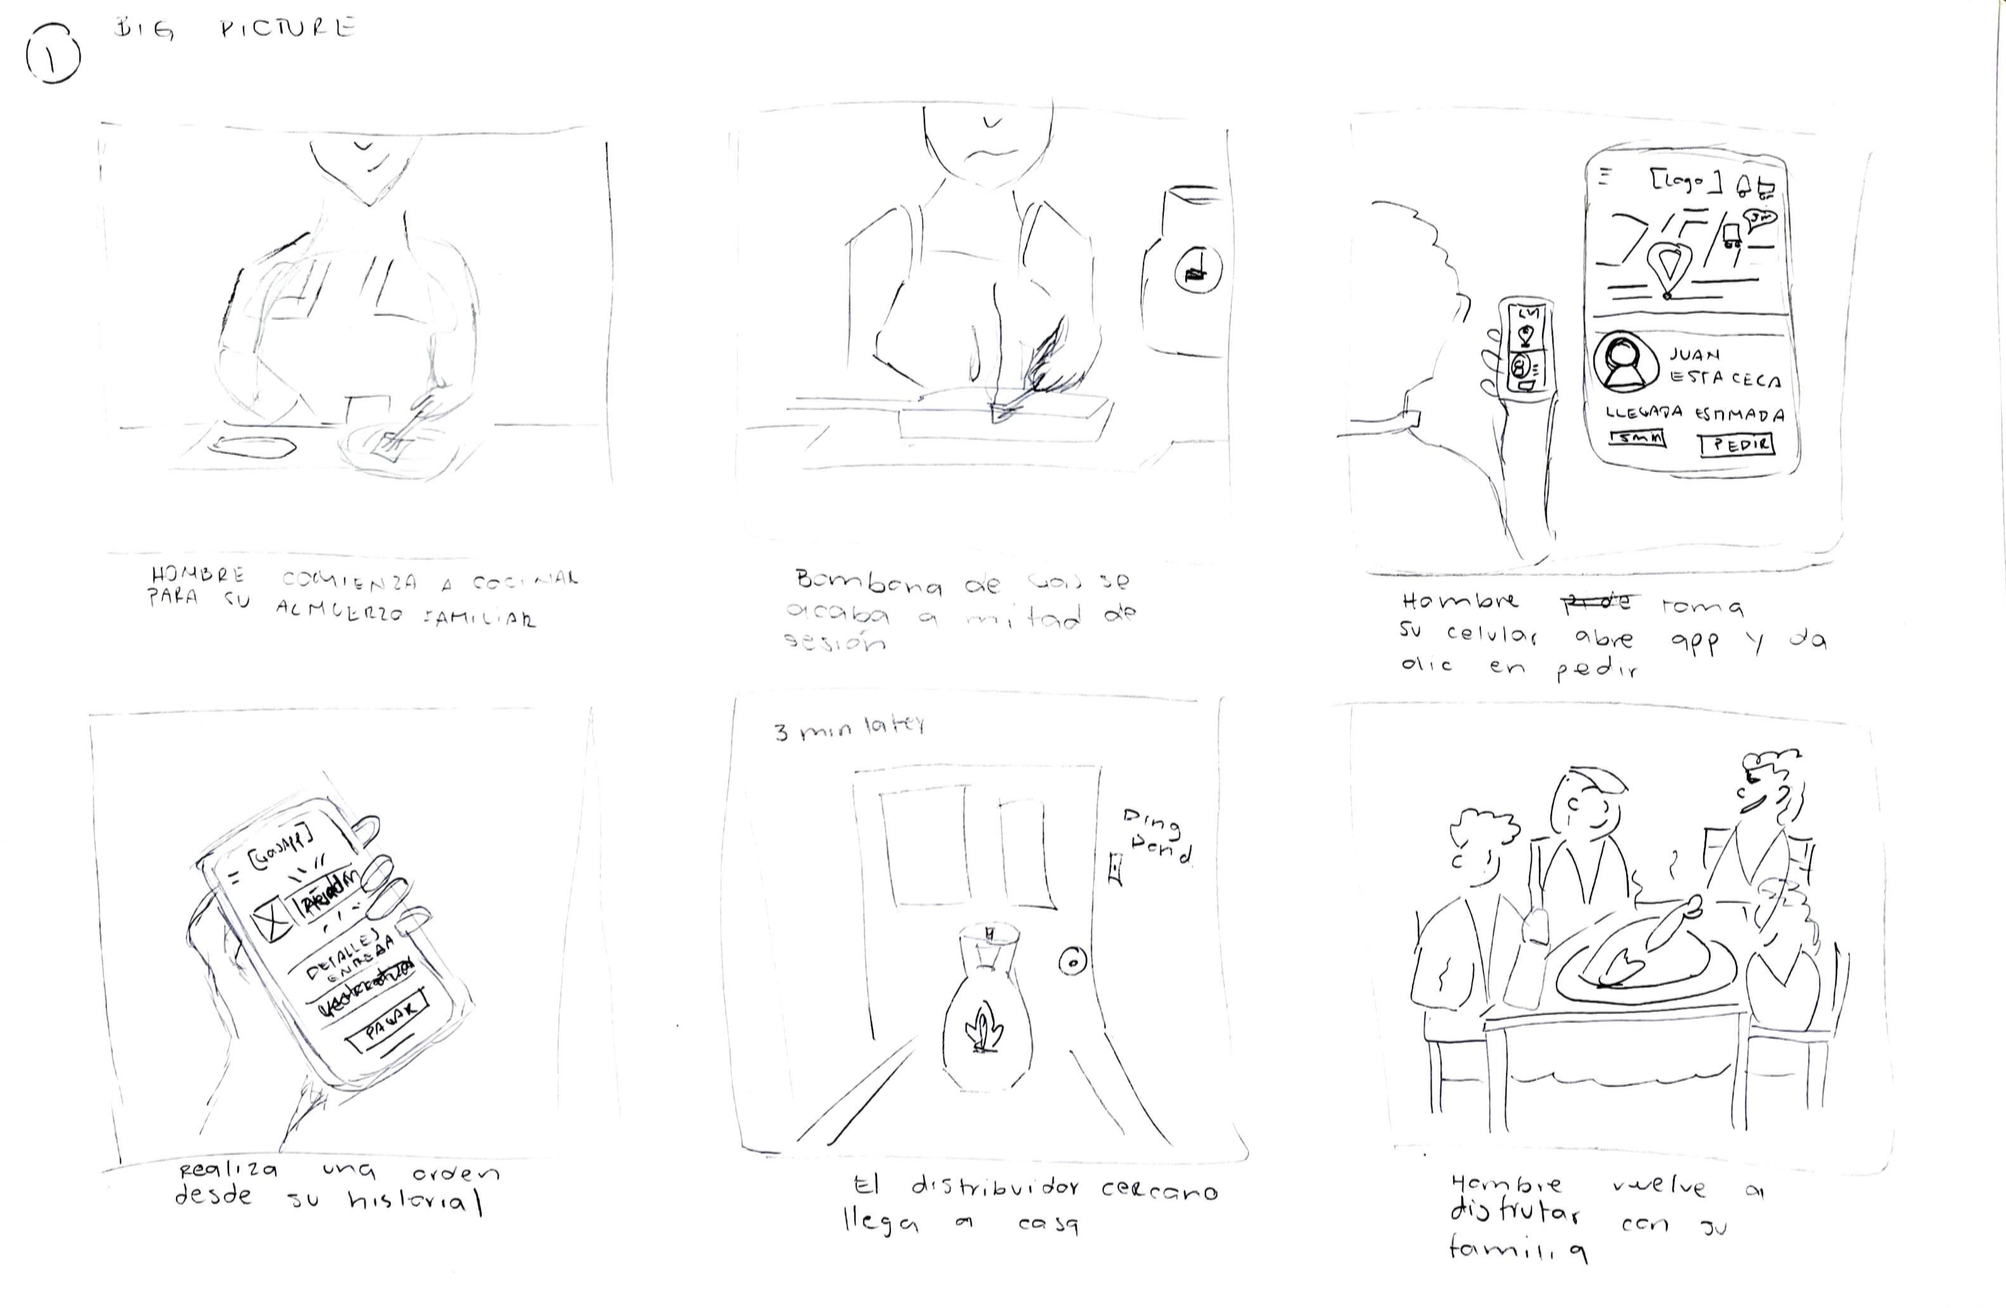 1
BIG PICTURE
HOMBRE COMIENZA A COCINAR
PARA SU ALMUERZO FAMILIAR
Bombona de Gas se
acaba a mitad de
sesión
[Logo]
3m
JUAN
ESTA CECA
LLEGADA ESTIMADA
5min
PEDIR
Hombre pide toma
su celular abre app y da
clic en pedir
[GasApp]
DETALLES
ENTREGA
PAGAR
Realiza una orden
desde su historial
3 min later
Ding
Dond
El distribuidor cercano
llega a casa
Hombre vuelve a
disfrutar con su
familia